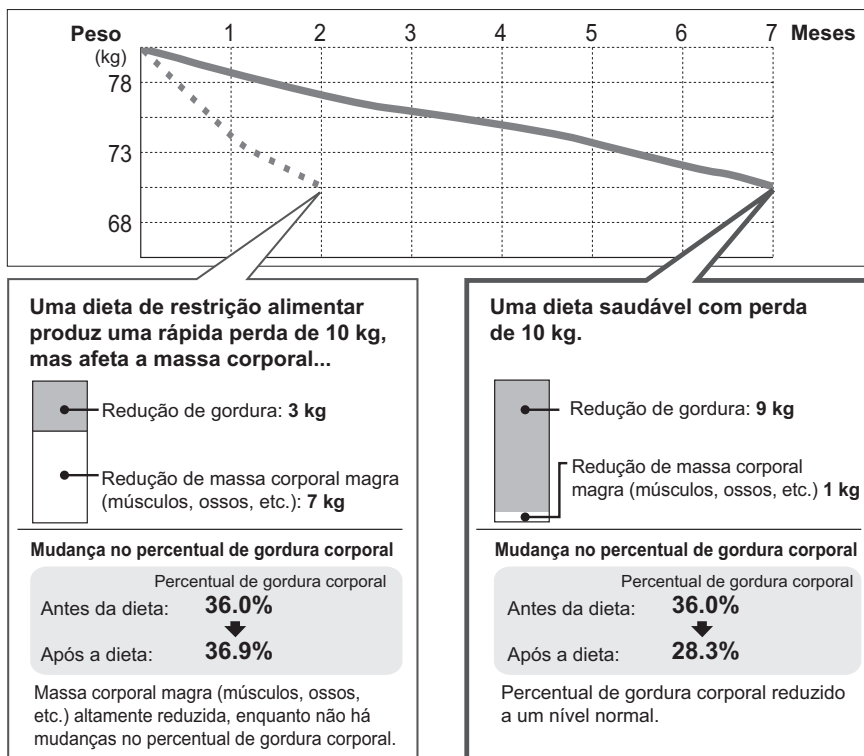 Peso 1 2 3 4 5 6 7 Meses
(kg)
78
73
68
Uma dieta de restrição alimentar
produz uma rápida perda de 10 kg,
mas afeta a massa corporal...
Redução de gordura: 3 kg
Redução de massa corporal magra
(músculos, ossos, etc.): 7 kg
Mudança no percentual de gordura corporal
Percentual de gordura corporal
Antes da dieta: 36.0%
Após a dieta: 36.9%
Massa corporal magra (músculos, ossos,
etc.) altamente reduzida, enquanto não há
mudanças no percentual de gordura corporal.
Uma dieta saudável com perda
de 10 kg.
Redução de gordura: 9 kg
Redução de massa corporal
magra (músculos, ossos, etc.) 1 kg
Mudança no percentual de gordura corporal
Percentual de gordura corporal
Antes da dieta: 36.0%
Após a dieta: 28.3%
Percentual de gordura corporal reduzido
a um nível normal.